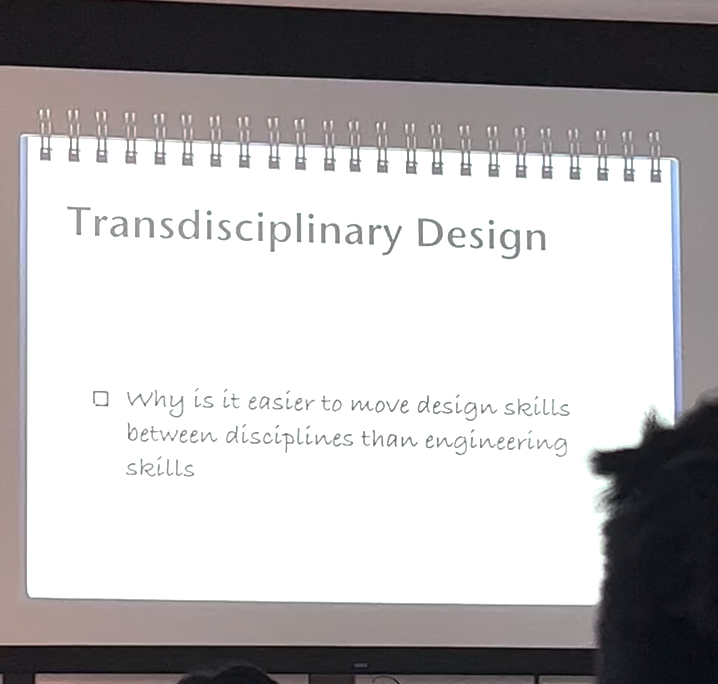 Transdisciplinary Design
Why is it easier to move design skills
between disciplines than engineering
skills